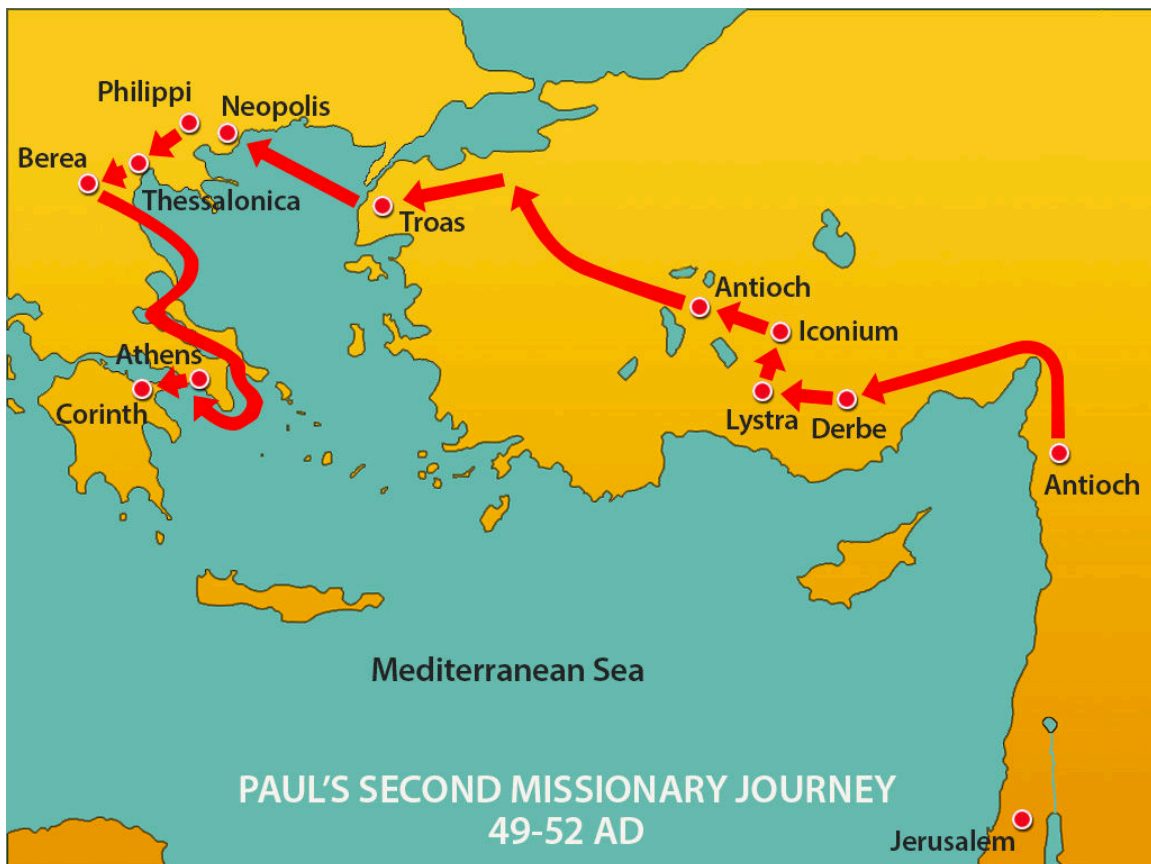 Philippi
Neopolis
Berea
Thessalonica
Troas
Antioch
Iconium
Athens
Corinth
Lystra
Derbe
Antioch
Mediterranean Sea
PAUL'S SECOND MISSIONARY JOURNEY
49-52 AD
Jerusalem